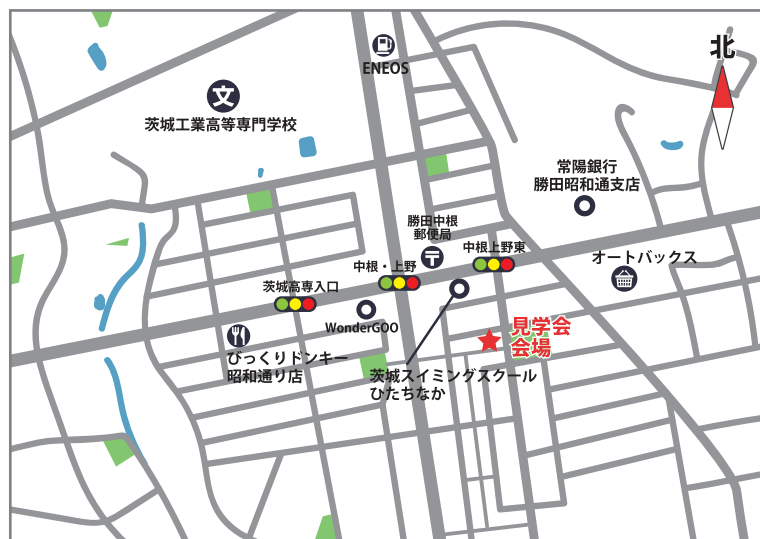 北
ENEOS
文
茨城工業高等専門学校
常陽銀行
勝田昭和通支店
勝田中根
郵便局
〒
中根上野東
中根・上野
オートバックス
茨城高専入口
WonderGOO
見学会
会場
びっくりドンキー
昭和通り店
茨城スイミングスクール
ひたちなか